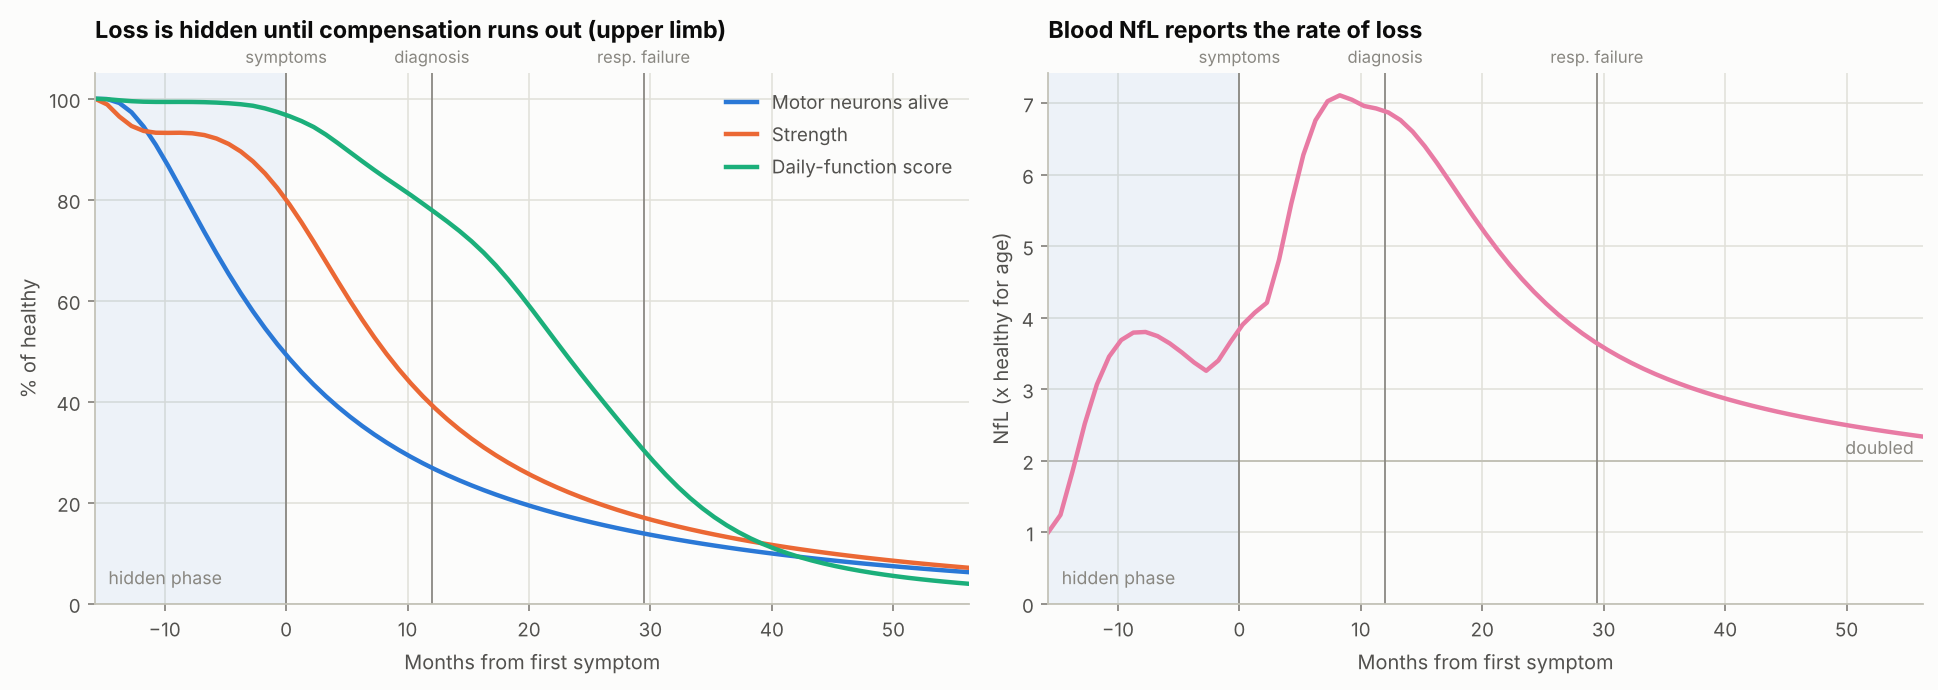 Loss is hidden until compensation runs out (upper limb)
symptoms diagnosis resp. failure
Motor neurons alive
Strength
Daily-function score
% of healthy
100
80
60
40
20
0
hidden phase
−10 0 10 20 30 40 50
Months from first symptom
Blood NfL reports the rate of loss
symptoms diagnosis resp. failure
NfL (x healthy for age)
7
6
5
4
3
2
1
0
doubled
hidden phase
−10 0 10 20 30 40 50
Months from first symptom